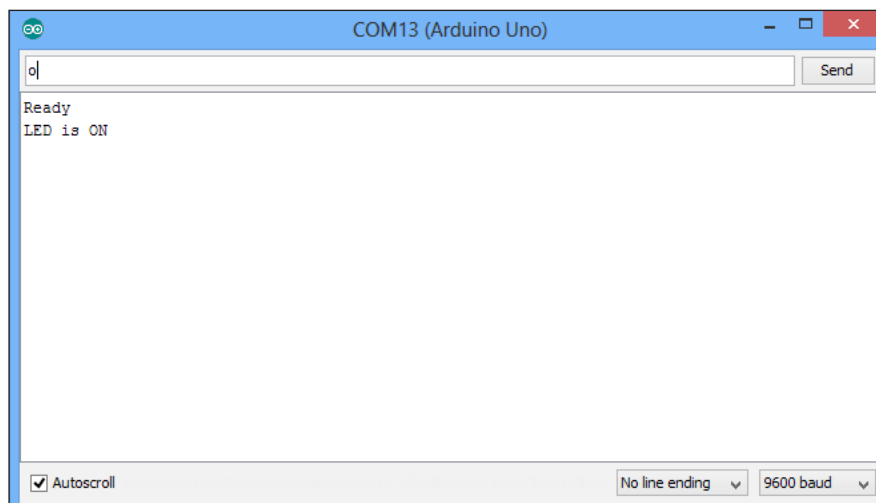 COM13 (Arduino Uno)
o
Send
Ready
LED is ON
Autoscroll
No line ending
9600 baud